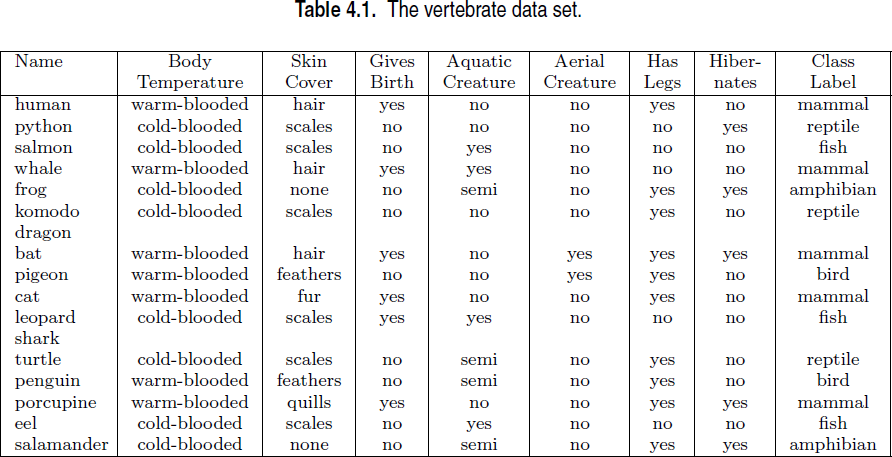 Table 4.1. The vertebrate data set.
Name Body Skin Gives Aquatic Aerial Has Hiber- Class
Temperature Cover Birth Creature Creature Legs nates Label
human warm-blooded hair yes no no yes no mammal
python cold-blooded scales no no no no yes reptile
salmon cold-blooded scales no yes no no no fish
whale warm-blooded hair yes yes no no no mammal
frog cold-blooded none no semi no yes yes amphibian
komodo cold-blooded scales no no no yes no reptile
dragon
bat warm-blooded hair yes no yes yes yes mammal
pigeon warm-blooded feathers no no yes yes no bird
cat warm-blooded fur yes no no yes no mammal
leopard cold-blooded scales yes yes no no no fish
shark
turtle cold-blooded scales no semi no yes no reptile
penguin warm-blooded feathers no semi no yes no bird
porcupine warm-blooded quills yes no no yes yes mammal
eel cold-blooded scales no yes no no no fish
salamander cold-blooded none no semi no yes yes amphibian